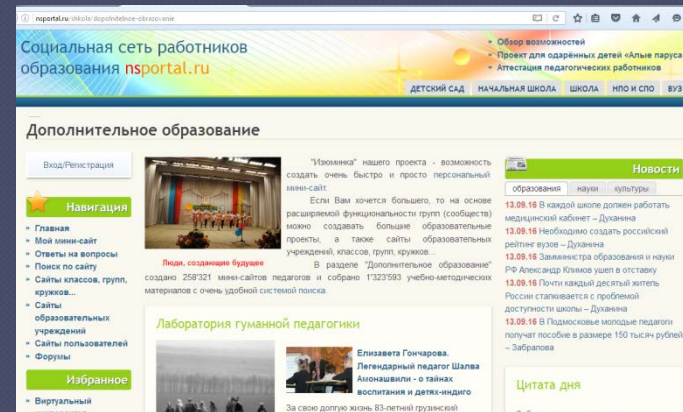 nsportal.ru/shkola/dopolnitelnoe-obrazovanie
Социальная сеть работников
образования nsportal.ru
» Обзор возможностей
» Проект для одарённых детей «Алые паруса
» Аттестация педагогических работников
ДЕТСКИЙ САД НАЧАЛЬНАЯ ШКОЛА ШКОЛА НПО И СПО ВУЗ
Дополнительное образование
Вход/Регистрация
Навигация
» Главная
» Мой мини-сайт
» Ответы на вопросы
» Поиск по сайту
» Сайты классов, групп,
кружков...
» Сайты
образовательных
учреждений
» Сайты пользователей
» Форумы
Избранное
» Виртуальный
Люди, создающие будущее
"Изюминка" нашего проекта - возможность
создать очень быстро и просто персональный
мини-сайт.
Если Вам хочется большего, то на основе
расширяемой функциональности групп (сообществ)
можно создавать большие образовательные
проекты, а также сайты образовательных
учреждений, классов, групп, кружков...
В разделе "Дополнительное образование"
создано 258'321 мини-сайтов педагогов и собрано 1'323'593 учебно-методических
материалов с очень удобной системой поиска.
Лаборатория гуманной педагогики
Елизавета Гончарова.
Легендарный педагог Шалва
Амонашвили - о тайнах
воспитания и детях-индиго
За свою долгую жизнь 83-летний грузинский
Новости
образования науки культуры
13.09.16 В каждой школе должен работать
медицинский кабинет – Духанина
13.09.16 Необходимо создать российский
рейтинг вузов – Духанина
13.09.16 Замминистра образования и науки
РФ Александр Климов ушел в отставку
13.09.16 Почти каждый десятый житель
России сталкивается с проблемой
доступности школы – Духанина
13.09.16 В Подмосковье молодые педагоги
получат пособие в размере 150 тысяч рублей
– Забралова
Цитата дня